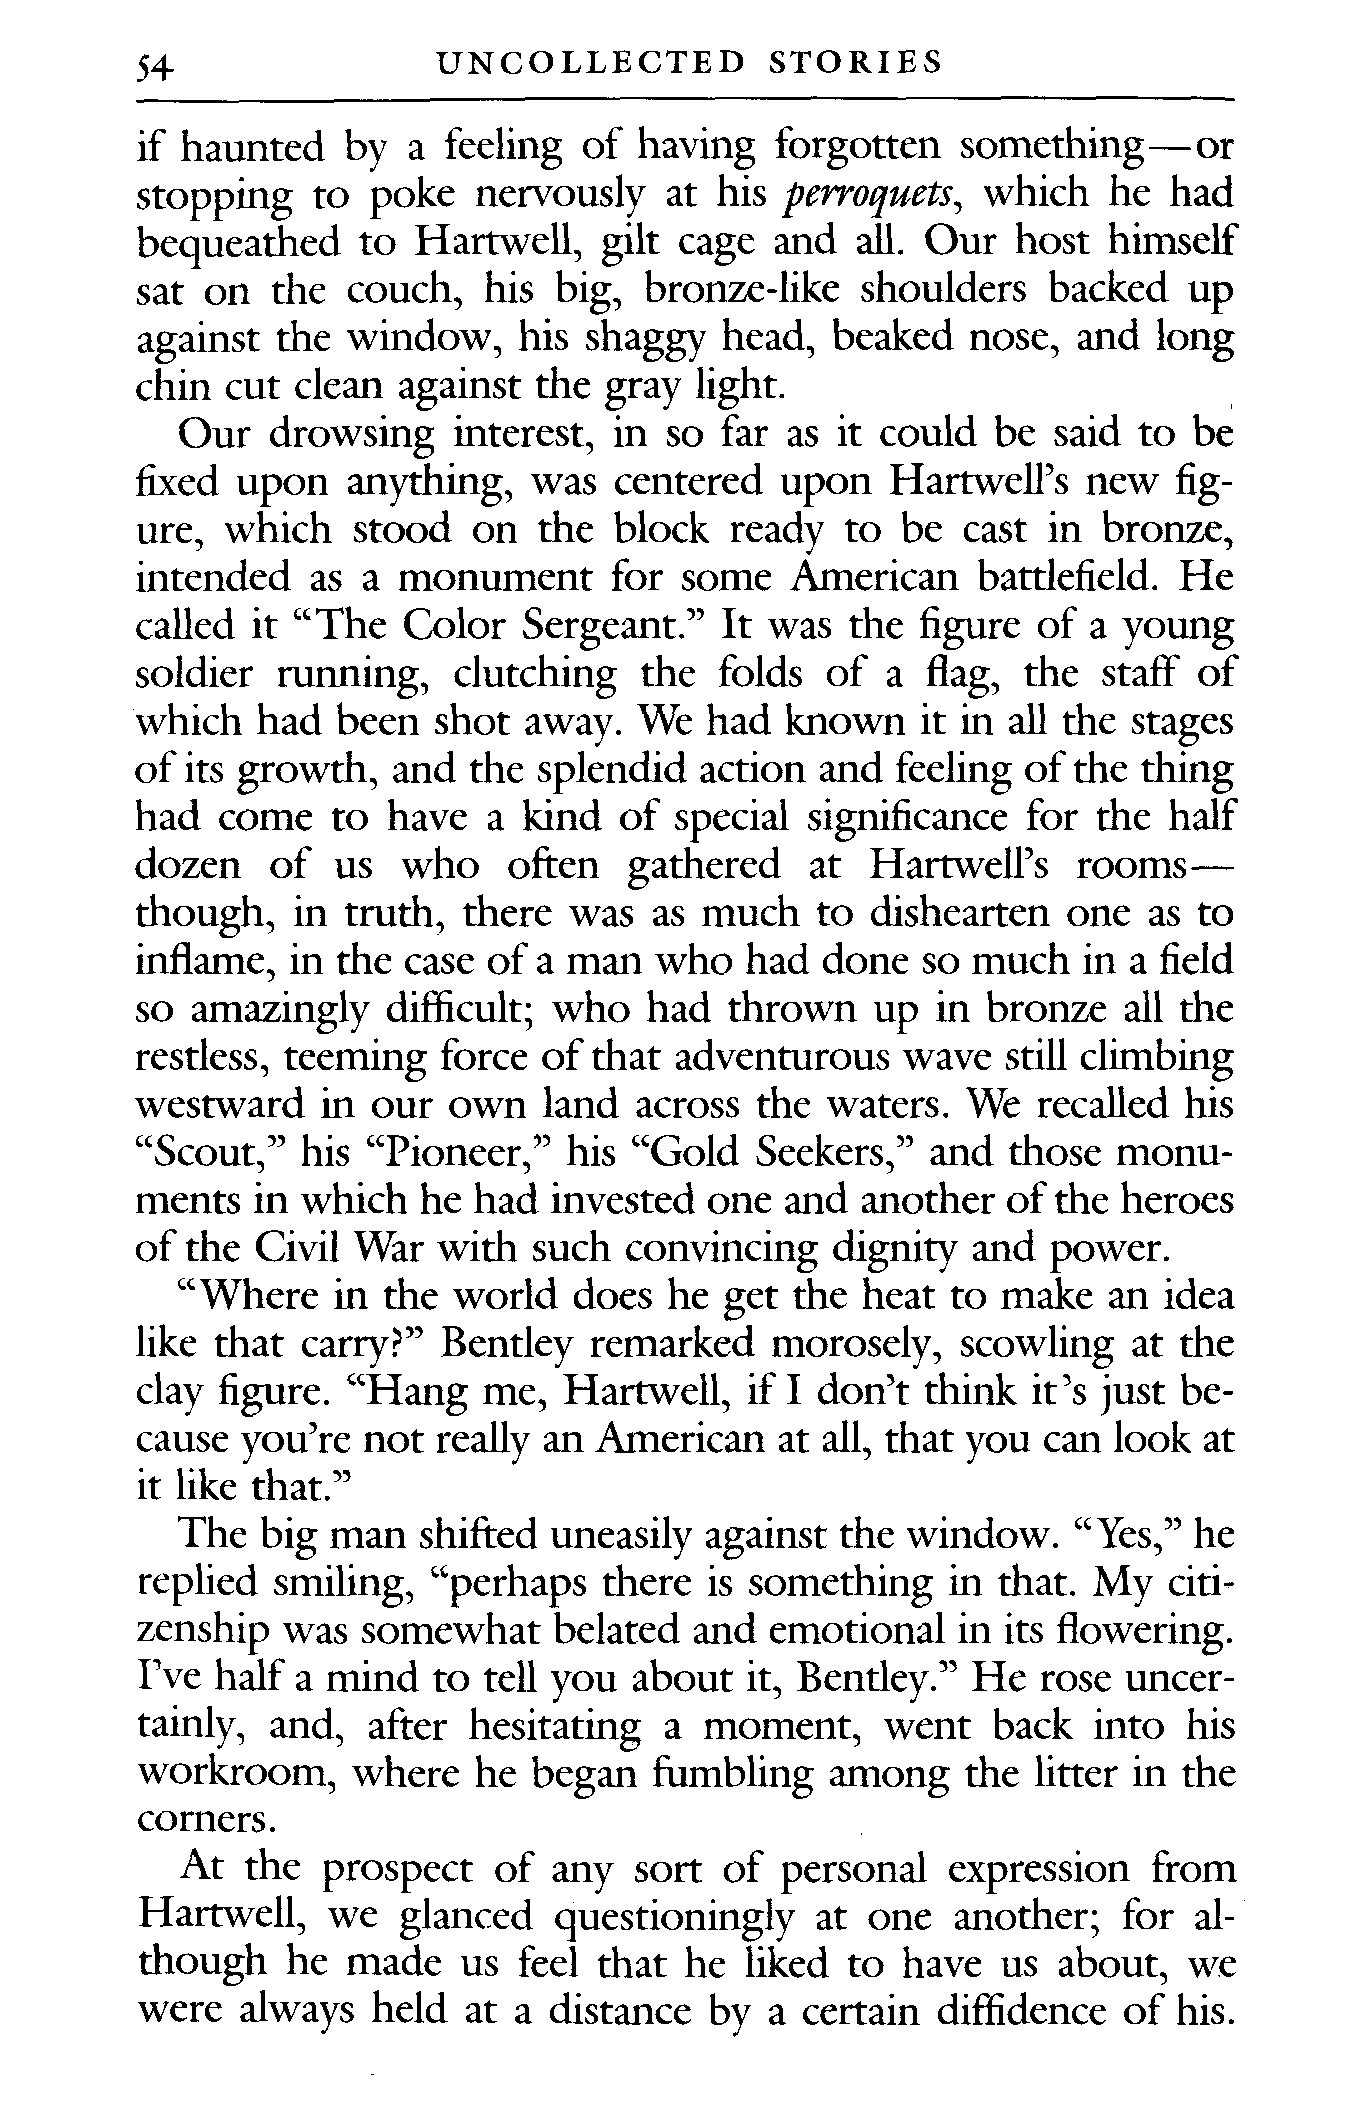 54 UNCOLLECTED STORIES
if haunted by a feeling of having forgotten something—or
stopping to poke nervously at his perroquets, which he had
bequeathed to Hartwell, gilt cage and all. Our host himself
sat on the couch, his big, bronze-like shoulders backed up
against the window, his shaggy head, beaked nose, and long
chin cut clean against the gray light.
Our drowsing interest, in so far as it could be said to be
fixed upon anything, was centered upon Hartwell’s new fig-
ure, which stood on the block ready to be cast in bronze,
intended as a monument for some American battlefield. He
called it “The Color Sergeant.” It was the figure of a young
soldier running, clutching the folds of a flag, the staff of
which had been shot away. We had known it in all the stages
of its growth, and the splendid action and feeling of the thing
had come to have a kind of special significance for the half
dozen of us who often gathered at Hartwell’s rooms—
though, in truth, there was as much to dishearten one as to
inflame, in the case of a man who had done so much in a field
so amazingly difficult; who had thrown up in bronze all the
restless, teeming force of that adventurous wave still climbing
westward in our own land across the waters. We recalled his
“Scout,” his “Pioneer,” his “Gold Seekers,” and those monu-
ments in which he had invested one and another of the heroes
of the Civil War with such convincing dignity and power.
“Where in the world does he get the heat to make an idea
like that carry?” Bentley remarked morosely, scowling at the
clay figure. “Hang me, Hartwell, if I don’t think it’s just be-
cause you’re not really an American at all, that you can look at
it like that.”
The big man shifted uneasily against the window. “Yes,” he
replied smiling, “perhaps there is something in that. My citi-
zenship was somewhat belated and emotional in its flowering.
I’ve half a mind to tell you about it, Bentley.” He rose uncer-
tainly, and, after hesitating a moment, went back into his
workroom, where he began fumbling among the litter in the
corners.
At the prospect of any sort of personal expression from
Hartwell, we glanced questioningly at one another; for al-
though he made us feel that he liked to have us about, we
were always held at a distance by a certain diffidence of his.